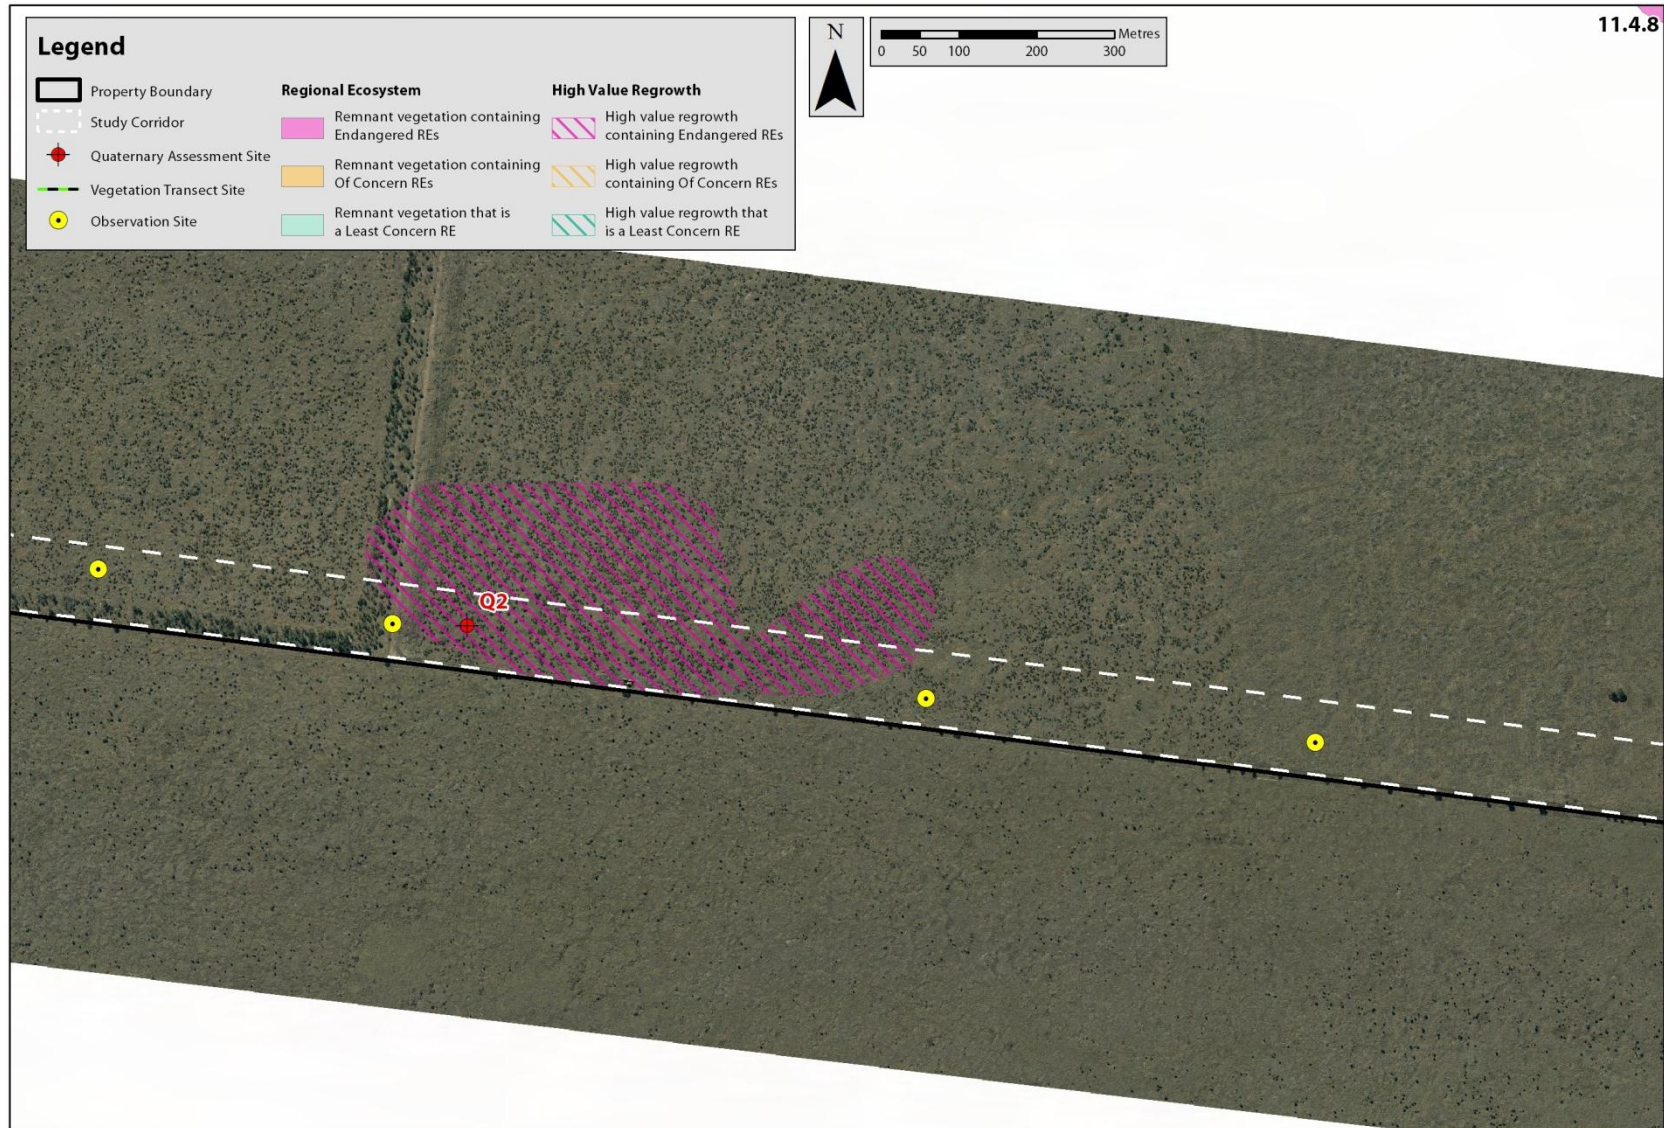 Legend
Property Boundary
Study Corridor
Quaternary Assessment Site
Vegetation Transect Site
Observation Site
Regional Ecosystem
Remnant vegetation containing
Endangered REs
Remnant vegetation containing
Of Concern REs
Remnant vegetation that is
a Least Concern RE
High Value Regrowth
High value regrowth
containing Endangered REs
High value regrowth
containing Of Concern REs
High value regrowth that
is a Least Concern RE
N
Metres
0 50 100 200 300
11.4.8
Q2